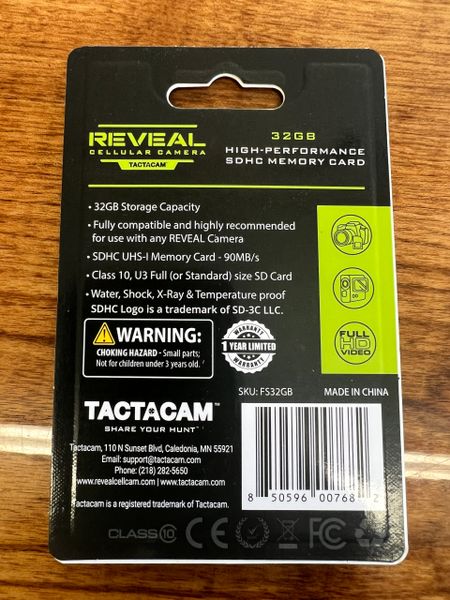 REVEAL
CELLULAR CAMERA
TACTACAM
32GB
HIGH-PERFORMANCE
SDHC MEMORY CARD
• 32GB Storage Capacity
• Fully compatible and highly recommended
for use with any REVEAL Camera
• SDHC UHS-I Memory Card - 90MB/s
• Class 10, U3 Full (or Standard) size SD Card
• Water, Shock, X-Ray & Temperature proof
SDHC Logo is a trademark of SD-3C LLC.
FULL
HD
VIDEO
WARNING:
CHOKING HAZARD - Small parts;
Not for children under 3 years old.
WARRANTY
1 YEAR LIMITED
WARRANTY
SKU: FS32GB
MADE IN CHINA
TACTACAM
SHARE YOUR HUNT™
Tactacam, 110 N Sunset Blvd, Caledonia, MN 55921
Email: support@tactacam.com
Phone: (218) 282-5650
www.revealcellcam.com | www.tactacam.com
Tactacam is a registered trademark of Tactacam.
8 50596 00768 2
CLASS 10 CE FC